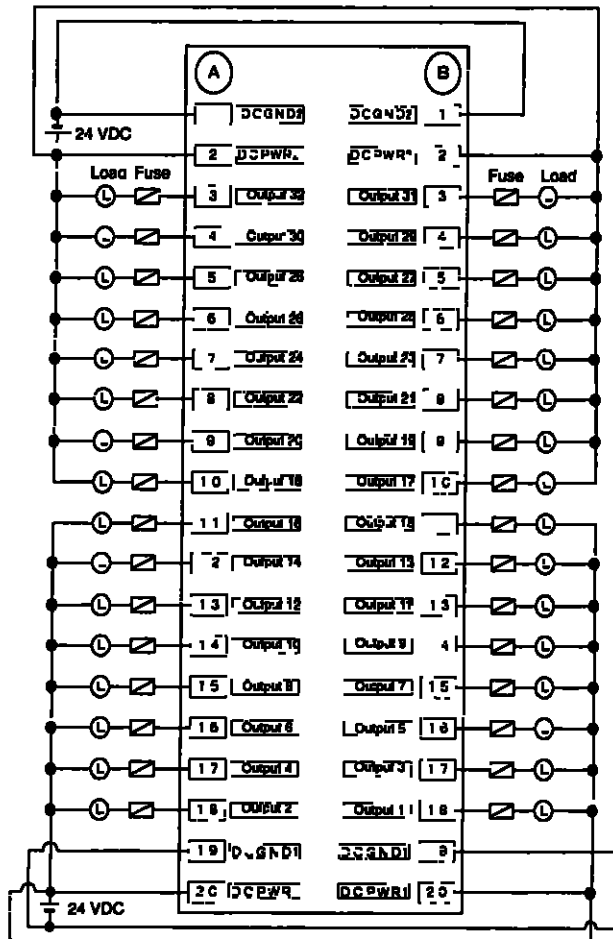 A B
DCGND2 DCGND2 1
24 VDC
2 DCPWR DCPWR 2
Load Fuse Fuse Load
L 3 Output 32 Output 31 3
4 Output 30 Output 29 4 L
L 5 Output 28 Output 27 5 L
L 6 Output 26 Output 25 6 L
L 7 Output 24 Output 23 7 L
L 8 Output 22 Output 21 8 L
9 Output 20 Output 19 9 L
L 10 Output 18 Output 17 10 L
L 11 Output 16 Output 15 L
2 Output 14 Output 13 12 L
L 13 Output 12 Output 11 13 L
L 14 Output 10 Output 9 4 L
L 15 Output 8 Output 7 15 L
L 16 Output 6 Output 5 16
L 17 Output 4 Output 3 17 L
L 18 Output 2 Output 1 18 L
19 DCGND1 DCGND1 9
20 DCPWR DCPWR1 20
24 VDC